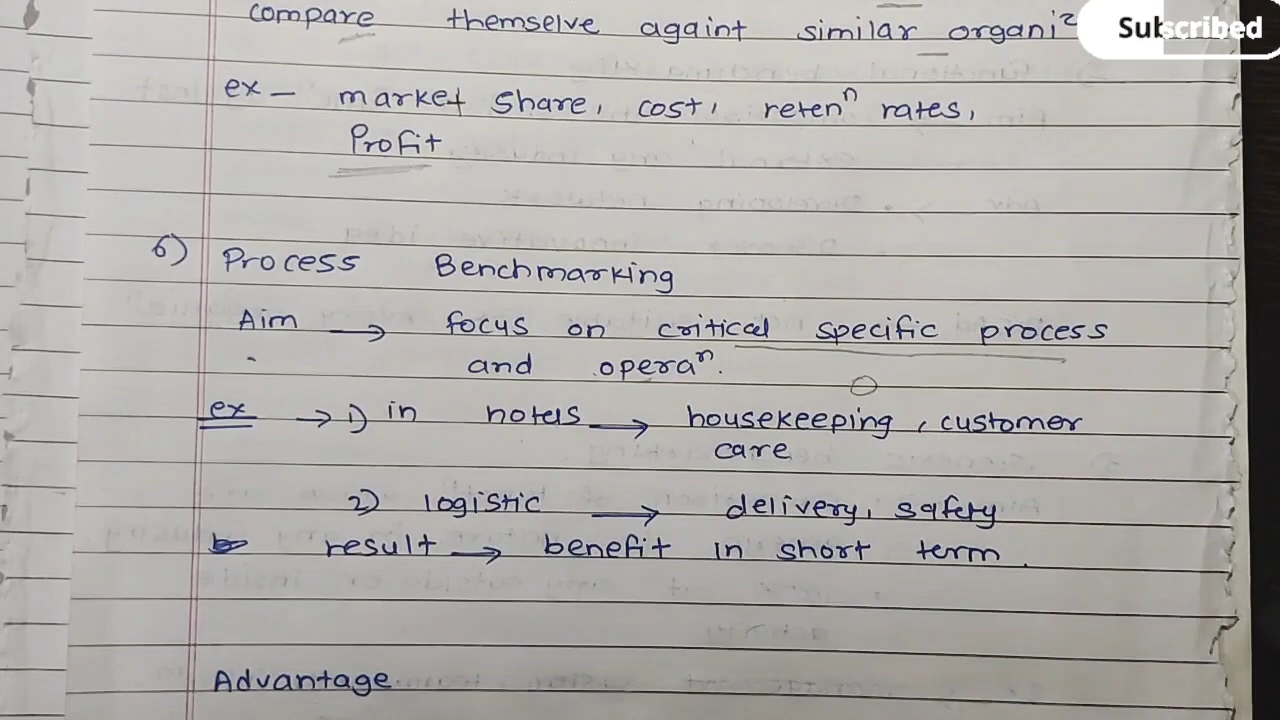 compare themselve againt similar organi²
Subscribed
ex – market share, cost, retenⁿ rates,
Profit
6) Process Benchmarking
Aim → focus on critical specific process
and operaⁿ.
ex → 1) in hotels → housekeeping, customer
care
2) logistic → delivery, safety
result → benefit in short term.
Advantage